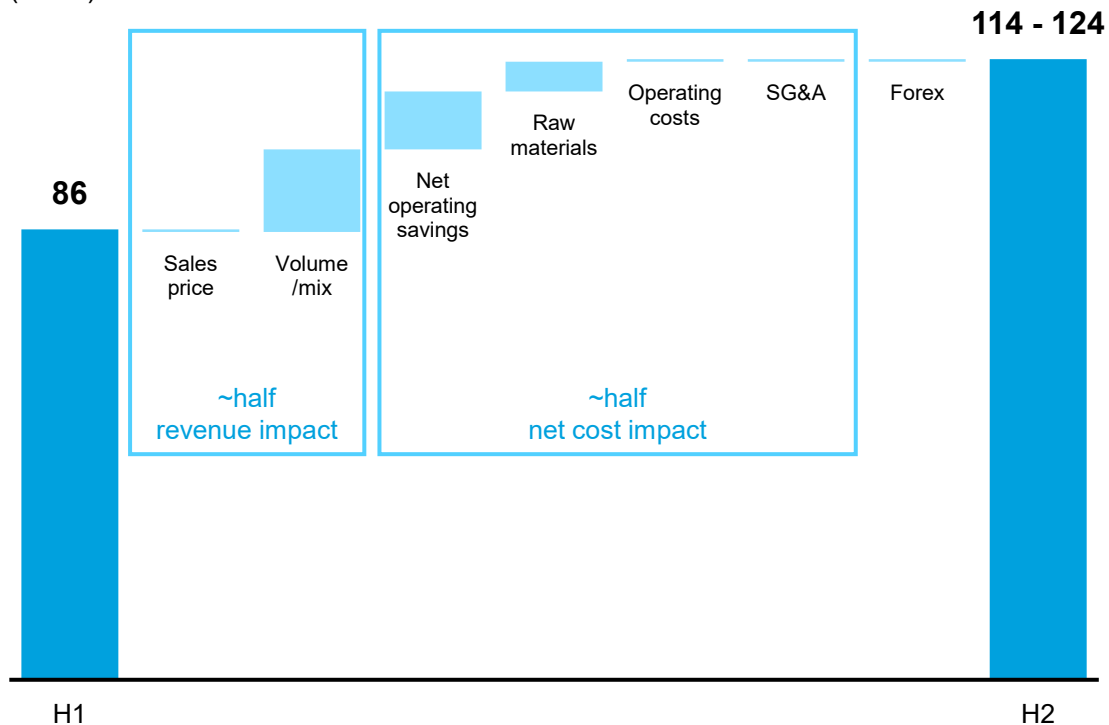 114 - 124
86
Sales
price
Volume
/mix
Net
operating
savings
Raw
materials
Operating
costs
SG&A
Forex
~half
revenue impact
~half
net cost impact
H1
H2